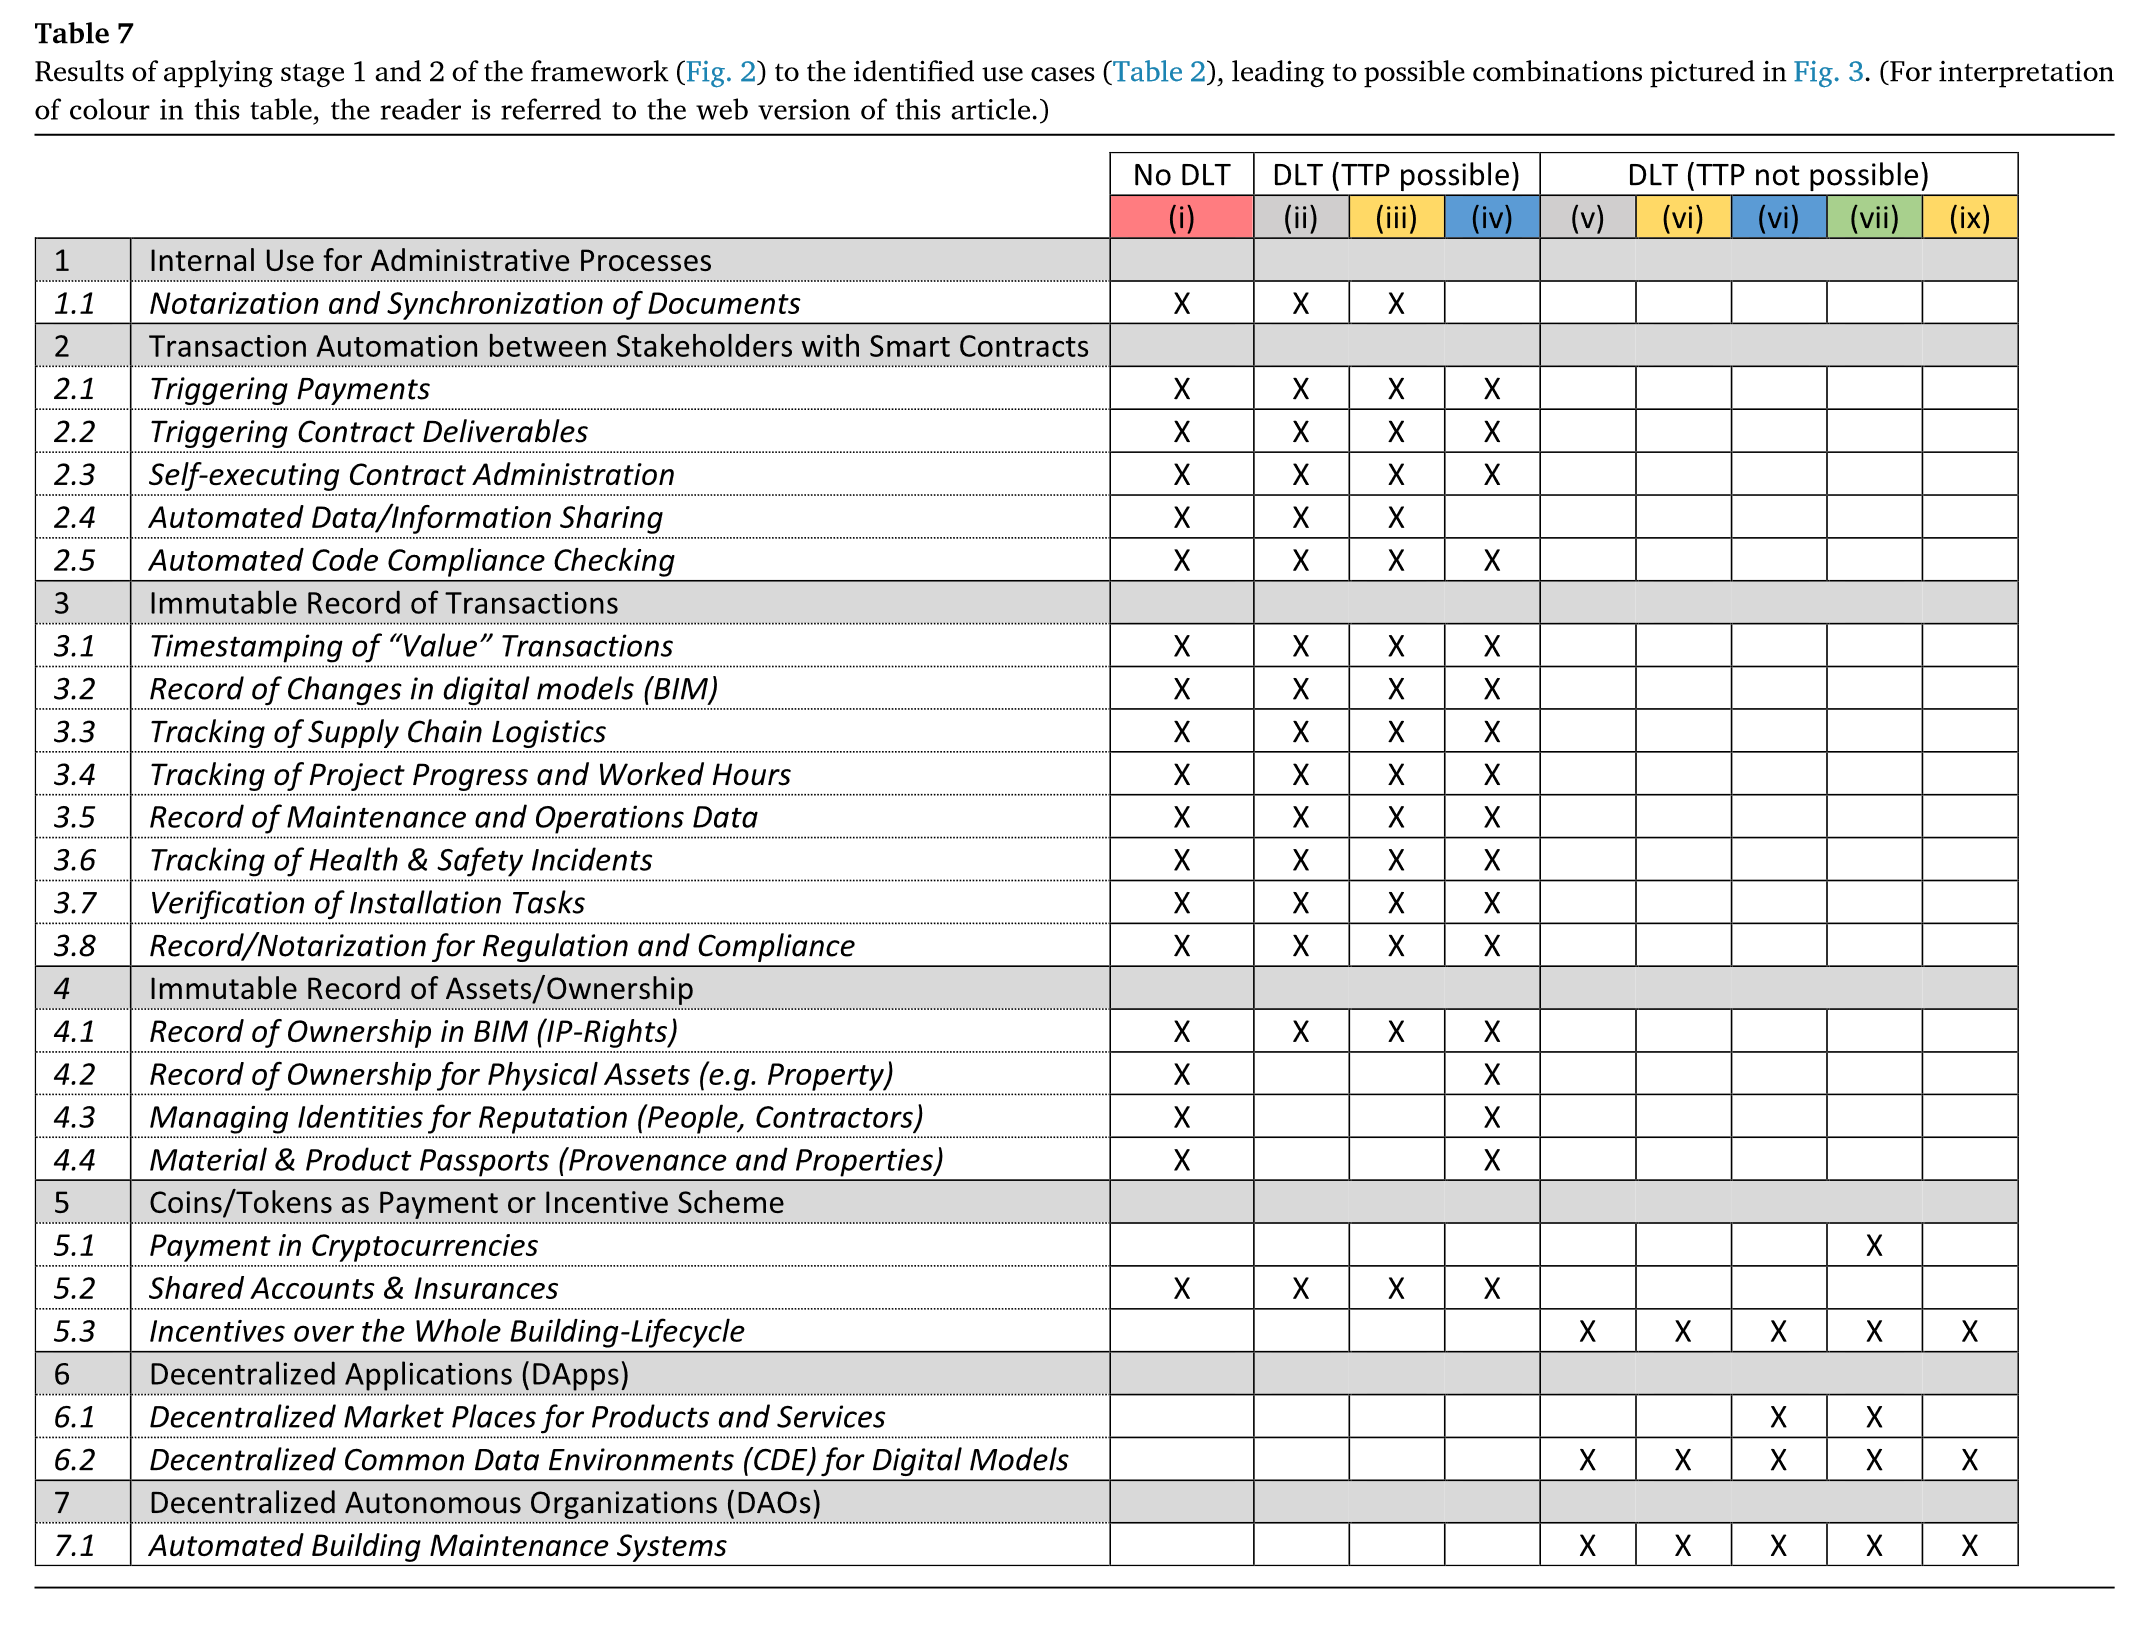 Table 7
Results of applying stage 1 and 2 of the framework (Fig. 2) to the identified use cases (Table 2), leading to possible combinations pictured in Fig. 3. (For interpretation
of colour in this table, the reader is referred to the web version of this article.)
No DLT DLT (TTP possible) DLT (TTP not possible)
(i) (ii) (iii) (iv) (v) (vi) (vi) (vii) (ix)
1 Internal Use for Administrative Processes
1.1 Notarization and Synchronization of Documents X X X
2 Transaction Automation between Stakeholders with Smart Contracts
2.1 Triggering Payments X X X X
2.2 Triggering Contract Deliverables X X X X
2.3 Self-executing Contract Administration X X X X
2.4 Automated Data/Information Sharing X X X
2.5 Automated Code Compliance Checking X X X X
3 Immutable Record of Transactions
3.1 Timestamping of “Value” Transactions X X X X
3.2 Record of Changes in digital models (BIM) X X X X
3.3 Tracking of Supply Chain Logistics X X X X
3.4 Tracking of Project Progress and Worked Hours X X X X
3.5 Record of Maintenance and Operations Data X X X X
3.6 Tracking of Health & Safety Incidents X X X X
3.7 Verification of Installation Tasks X X X X
3.8 Record/Notarization for Regulation and Compliance X X X X
4 Immutable Record of Assets/Ownership
4.1 Record of Ownership in BIM (IP-Rights) X X X X
4.2 Record of Ownership for Physical Assets (e.g. Property) X X
4.3 Managing Identities for Reputation (People, Contractors) X X
4.4 Material & Product Passports (Provenance and Properties) X X
5 Coins/Tokens as Payment or Incentive Scheme
5.1 Payment in Cryptocurrencies X
5.2 Shared Accounts & Insurances X X X X
5.3 Incentives over the Whole Building-Lifecycle X X X X X
6 Decentralized Applications (DApps)
6.1 Decentralized Market Places for Products and Services X X
6.2 Decentralized Common Data Environments (CDE) for Digital Models X X X X X
7 Decentralized Autonomous Organizations (DAOs)
7.1 Automated Building Maintenance Systems X X X X X